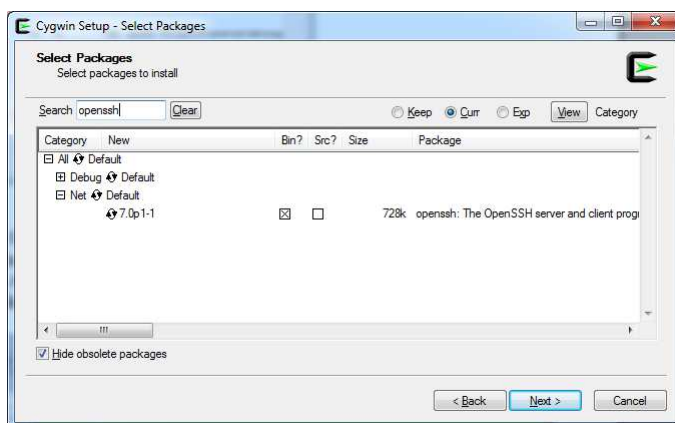 Cygwin Setup - Select Packages
Select Packages
Select packages to install
Search openssh Clear Keep Curr Exp View Category
Category New Bin? Src? Size Package
All Default
Debug Default
Net Default
7.0p1-1 728k openssh: The OpenSSH server and client progr
Hide obsolete packages
< Back Next > Cancel